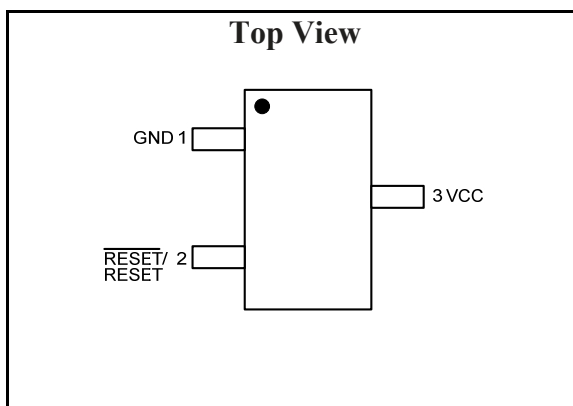 Top View
GND 1
3 VCC
RESET/ 2
RESET